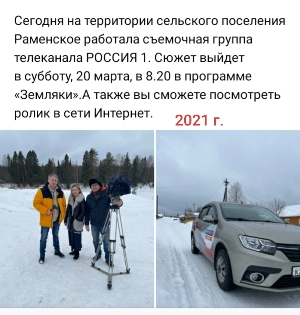 Сегодня на территории сельского поселения
Раменское работала съемочная группа
телеканала РОССИЯ 1. Сюжет выйдет
в субботу, 20 марта, в 8.20 в программе
«Земляки».А также вы сможете посмотреть
ролик в сети Интернет.
2021 г.